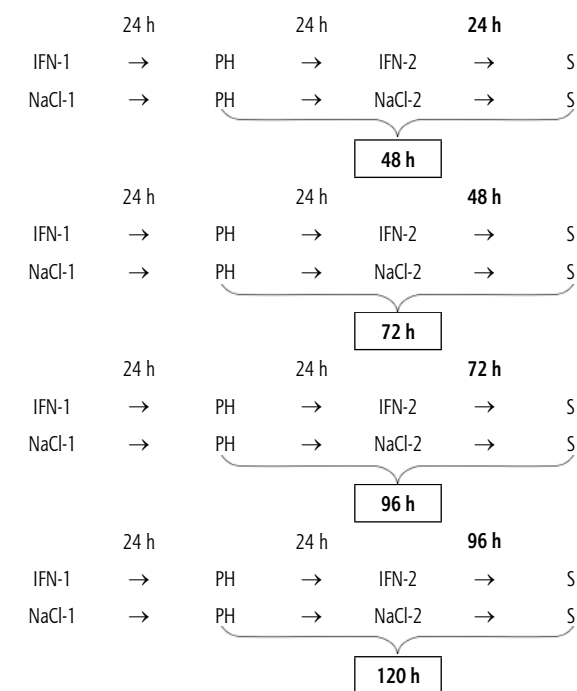 24 h 24 h 24 h
IFN-1 → PH → IFN-2 → S
NaCl-1 → PH → NaCl-2 → S
48 h
24 h 24 h 48 h
IFN-1 → PH → IFN-2 → S
NaCl-1 → PH → NaCl-2 → S
72 h
24 h 24 h 72 h
IFN-1 → PH → IFN-2 → S
NaCl-1 → PH → NaCl-2 → S
96 h
24 h 24 h 96 h
IFN-1 → PH → IFN-2 → S
NaCl-1 → PH → NaCl-2 → S
120 h